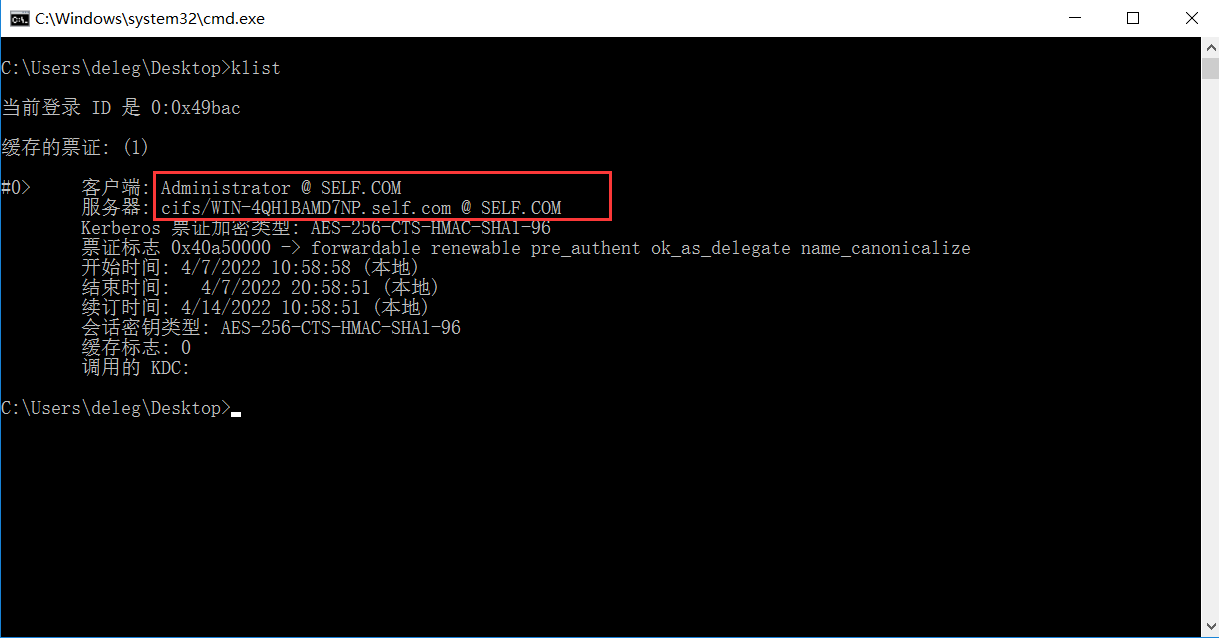 C:\Windows\system32\cmd.exe
C:\Users\deleg\Desktop>klist
当前登录 ID 是 0:0x49bac
缓存的票证: (1)
#0>     客户端: Administrator @ SELF.COM
        服务器: cifs/WIN-4QH1BAMD7NP.self.com @ SELF.COM
        Kerberos 票证加密类型: AES-256-CTS-HMAC-SHA1-96
        票证标志 0x40a50000 -> forwardable renewable pre_authent ok_as_delegate name_canonicalize
        开始时间: 4/7/2022 10:58:58 (本地)
        结束时间:   4/7/2022 20:58:51 (本地)
        续订时间: 4/14/2022 10:58:51 (本地)
        会话密钥类型: AES-256-CTS-HMAC-SHA1-96
        缓存标志: 0
        调用的 KDC:
C:\Users\deleg\Desktop>